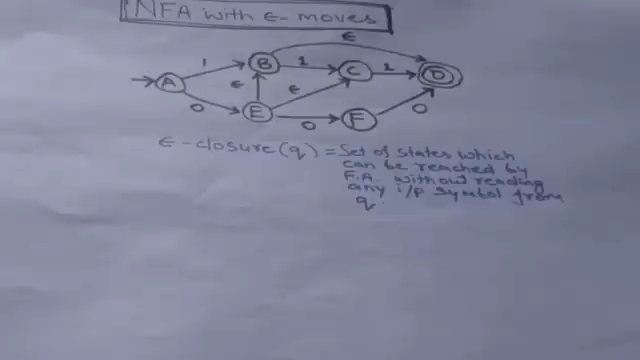 NFA with ε- moves
ε
A 1 B 1 C 1 D
ε ε
0 E 0 F 0
ε-closure(q) = Set of states which
can be reached by
F.A. without reading
any i/p symbol from
q.